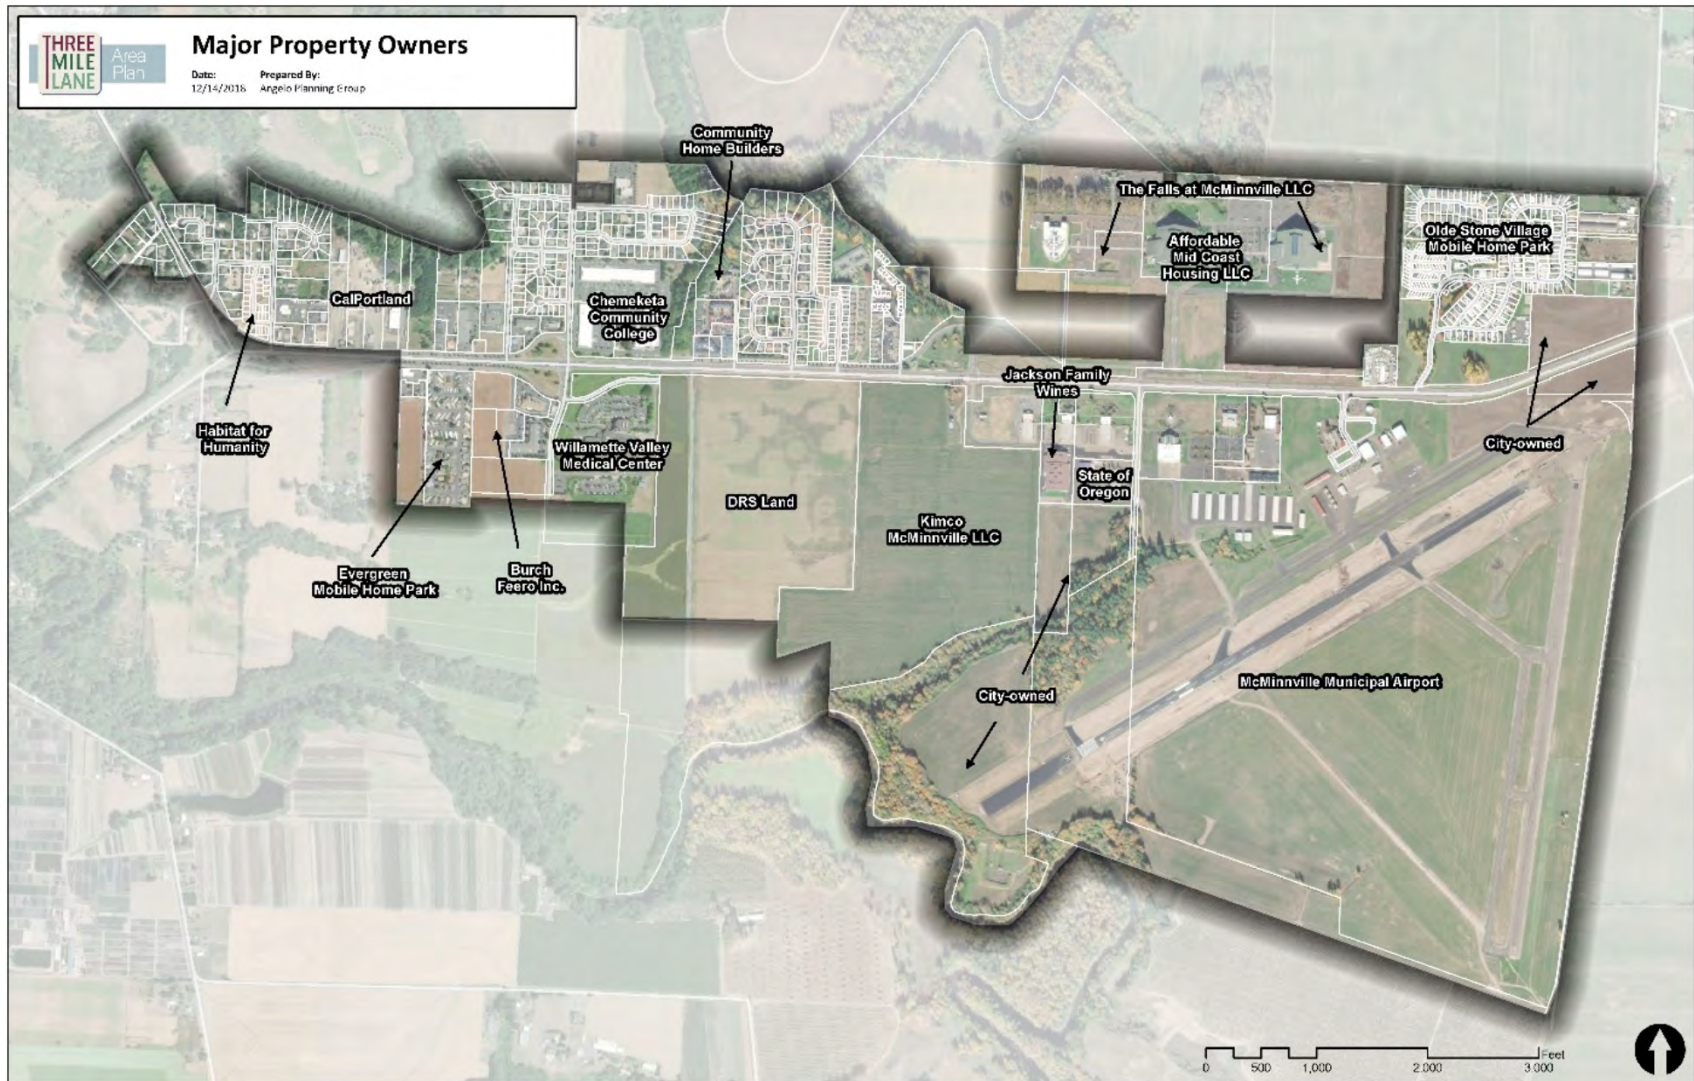 THREE
MILE
LANE
Area
Plan
Major Property Owners
Date:
12/14/2018
Prepared By:
Angelo Planning Group
Community
Home Builders
The Falls at McMinnville LLC
Affordable
Mid Coast
Housing LLC
Olde Stone Village
Mobile Home Park
CalPortland
Chemeketa
Community
College
Jackson Family
Wines
Habitat for
Humanity
Willamette Valley
Medical Center
City-owned
State of
Oregon
DRS Land
Kimco
McMinnville LLC
Evergreen
Mobile Home Park
Burch
Feero Inc.
City-owned
McMinnville Municipal Airport
Feet
0 500 1,000 2,000 3,000